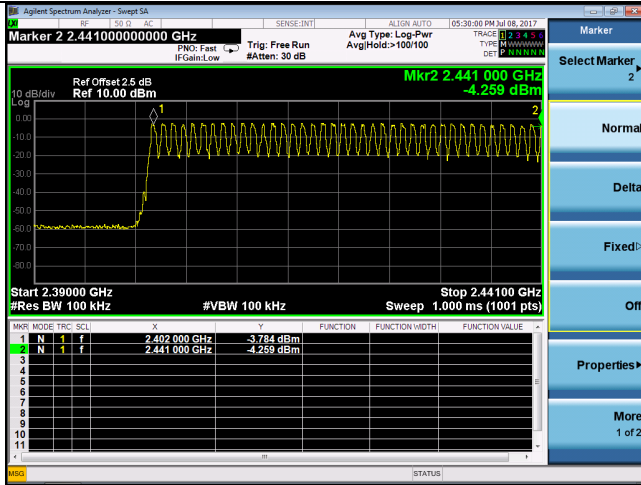 Agilent Spectrum Analyzer - Swept SA
LXI RF 50 Ω AC SENSE:INT ALIGN AUTO 05:30:00 PM Jul 08, 2017
Marker 2 2.441000000000 GHz
Avg Type: Log-Pwr
TRACE 1 2 3 4 5 6
PNO: Fast
Trig: Free Run
Avg|Hold:>100/100
TYPE M WWWWW
IFGain:Low
#Atten: 30 dB
DET P NNNNN
Mkr2 2.441 000 GHz
Ref Offset 2.5 dB
-4.259 dBm
10 dB/div Ref 10.00 dBm
Log
1
2
0.00
-10.0
-20.0
-30.0
-40.0
-50.0
-60.0
-70.0
-80.0
Start 2.39000 GHz Stop 2.44100 GHz
#Res BW 100 kHz #VBW 100 kHz Sweep 1.000 ms (1001 pts)
MKR MODE TRC SCL X Y FUNCTION FUNCTION WIDTH FUNCTION VALUE
1 N 1 f 2.402 000 GHz -3.784 dBm
2 N 1 f 2.441 000 GHz -4.259 dBm
3
4
5
6
7
8
9
10
11
MSG STATUS
Marker
Select Marker
2
Normal
Delta
Fixed
Off
Properties
More
1 of 2